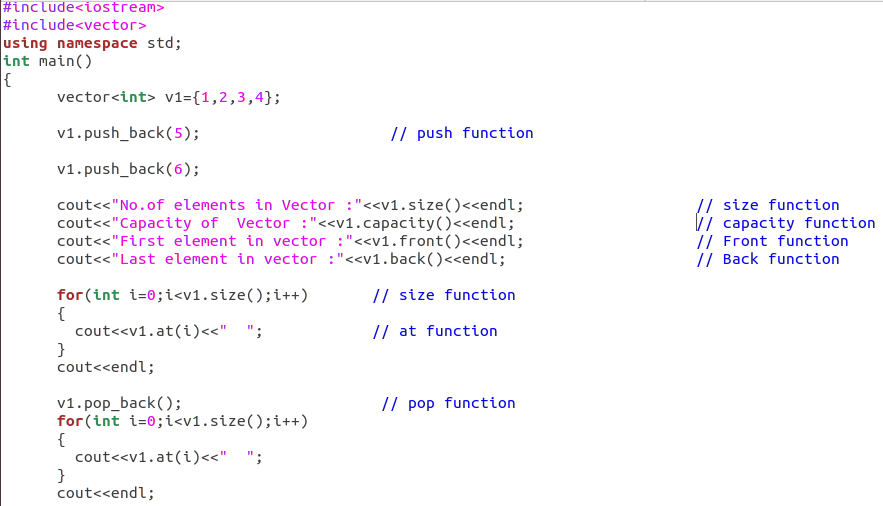 #include<iostream>
#include<vector>
using namespace std;
int main()
{
      vector<int> v1={1,2,3,4};
      v1.push_back(5);                     // push function
      v1.push_back(6);
      cout<<"No.of elements in Vector :"<<v1.size()<<endl;                   // size function
      cout<<"Capacity of  Vector :"<<v1.capacity()<<endl;                    // capacity function
      cout<<"First element in vector :"<<v1.front()<<endl;                   // Front function
      cout<<"Last element in vector :"<<v1.back()<<endl;                     // Back function
      for(int i=0;i<v1.size();i++)       // size function
      {
        cout<<v1.at(i)<<"  ";            // at function
      }
      cout<<endl;
      v1.pop_back();                      // pop function
      for(int i=0;i<v1.size();i++)
      {
        cout<<v1.at(i)<<"  ";
      }
      cout<<endl;